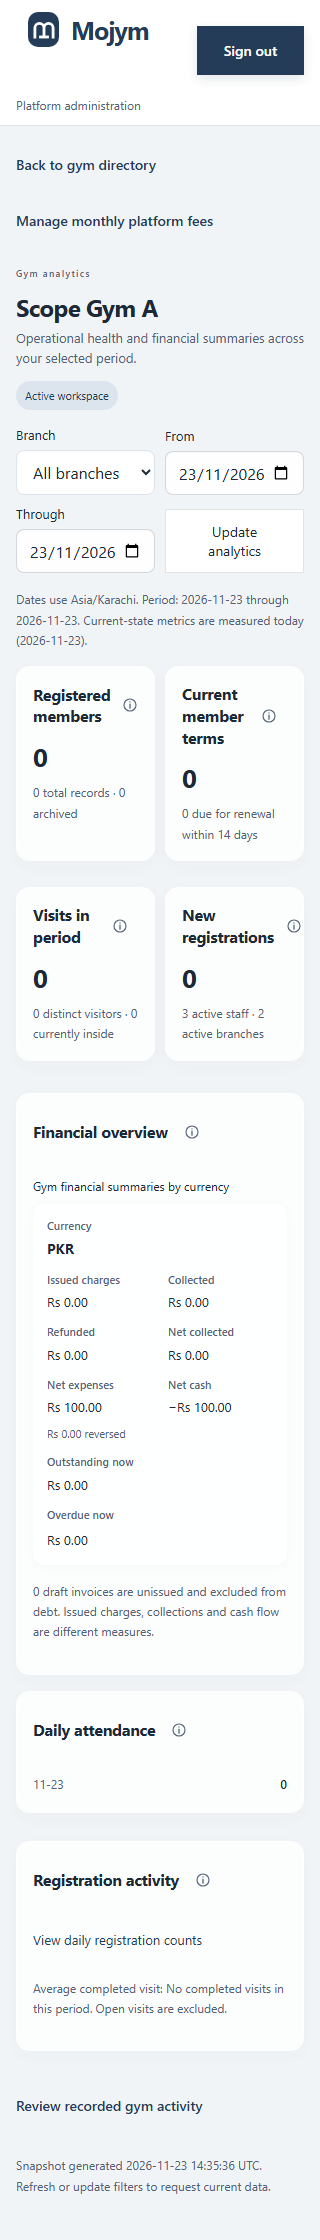 Mojym
Sign out
Platform administration
Back to gym directory
Manage monthly platform fees
Gym analytics
Scope Gym A
Operational health and financial summaries across
your selected period.
Active workspace
Branch
From
All branches
23/11/2026
Through
23/11/2026
Update
analytics
Dates use Asia/Karachi. Period: 2026-11-23 through
2026-11-23. Current-state metrics are measured today
(2026-11-23).
Registered
members
0
0 total records · 0
archived
Current
member
terms
0
0 due for renewal
within 14 days
Visits in
period
0
0 distinct visitors · 0
currently inside
New
registrations
0
3 active staff · 2
active branches
Financial overview
Gym financial summaries by currency
Currency
PKR
Issued charges
Collected
Rs 0.00
Rs 0.00
Refunded
Net collected
Rs 0.00
Rs 0.00
Net expenses
Net cash
Rs 100.00
−Rs 100.00
Rs 0.00 reversed
Outstanding now
Rs 0.00
Overdue now
Rs 0.00
0 draft invoices are unissued and excluded from
debt. Issued charges, collections and cash flow
are different measures.
Daily attendance
11-23
0
Registration activity
View daily registration counts
Average completed visit: No completed visits in
this period. Open visits are excluded.
Review recorded gym activity
Snapshot generated 2026-11-23 14:35:36 UTC.
Refresh or update filters to request current data.